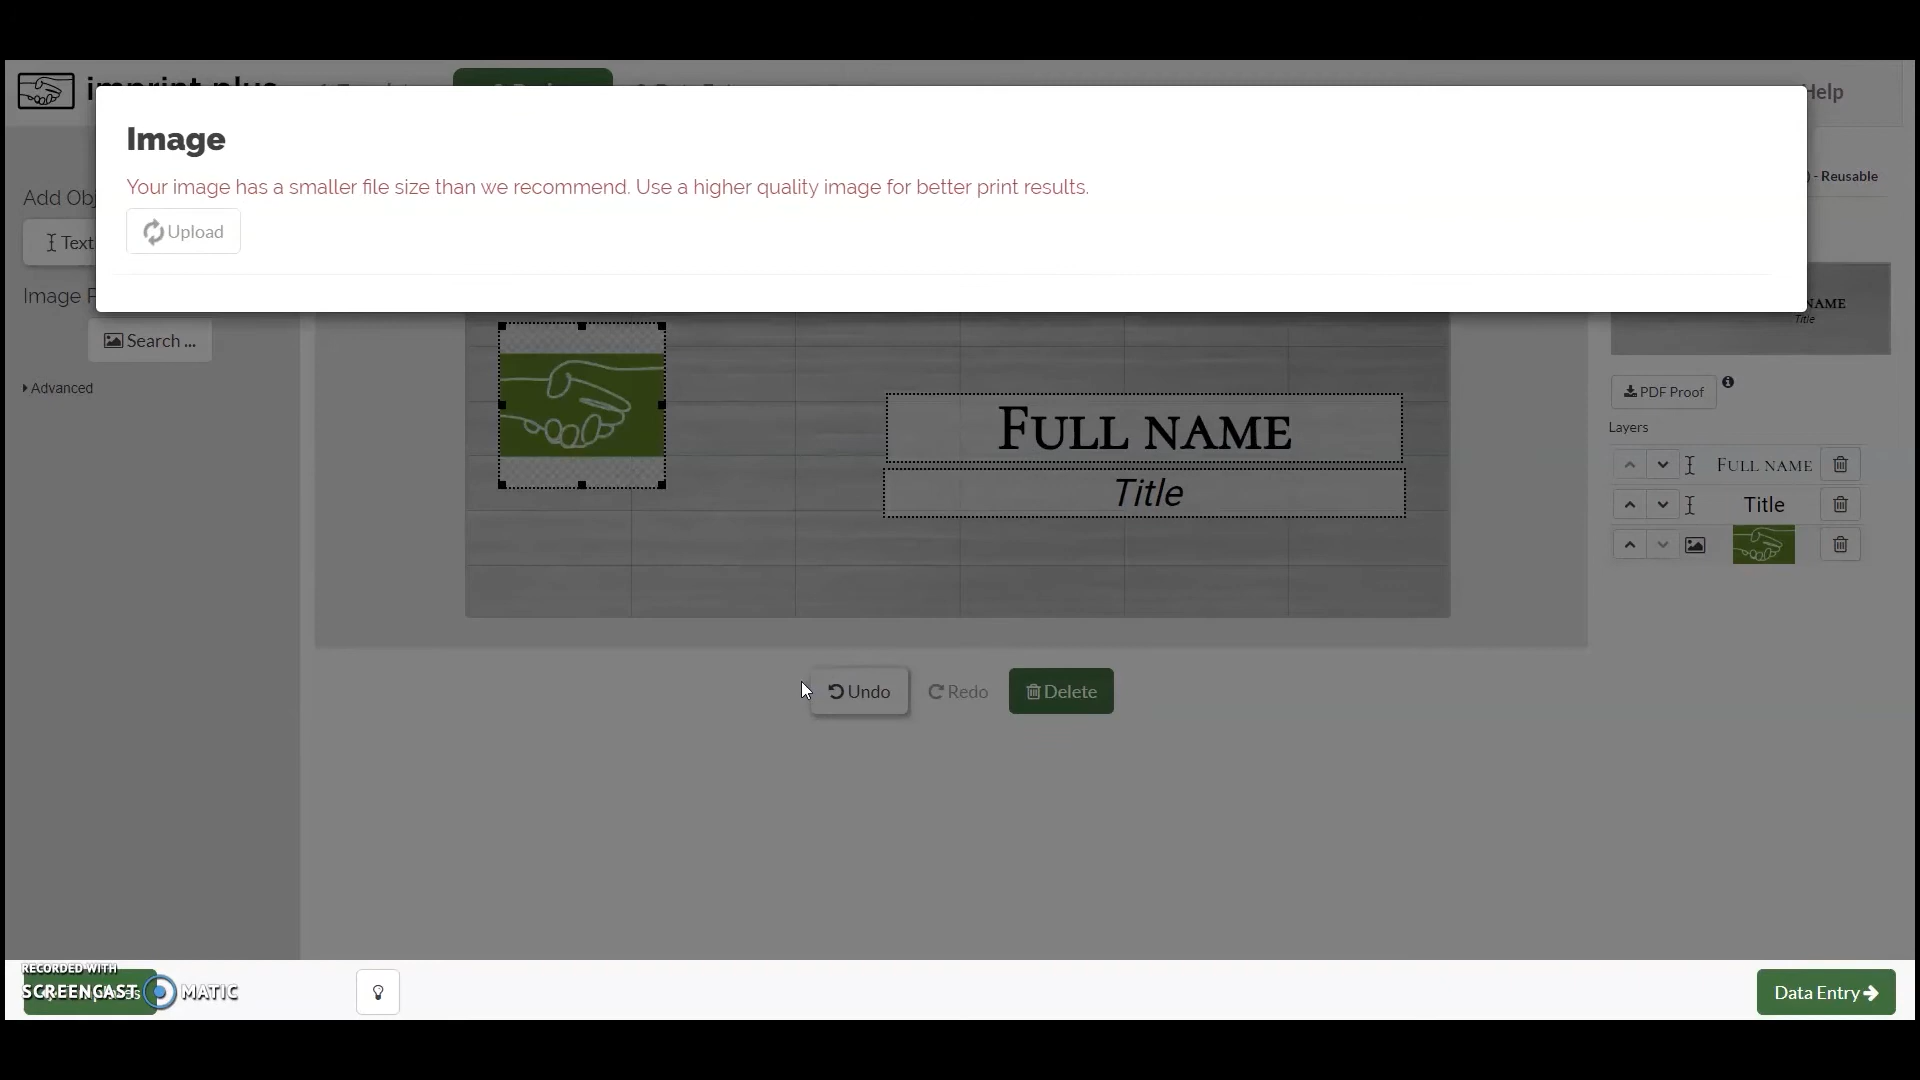 Image
Your image has a smaller file size than we recommend. Use a higher quality image for better print results.
Upload
Help
) - Reusable
Add Obj
Text
Image P
Search ...
Advanced
FULL NAME
Title
NAME
Title
PDF Proof
Layers
FULL NAME
Title
Undo
Redo
Delete
RECORDED WITH
SCREENCAST MATIC
Data Entry